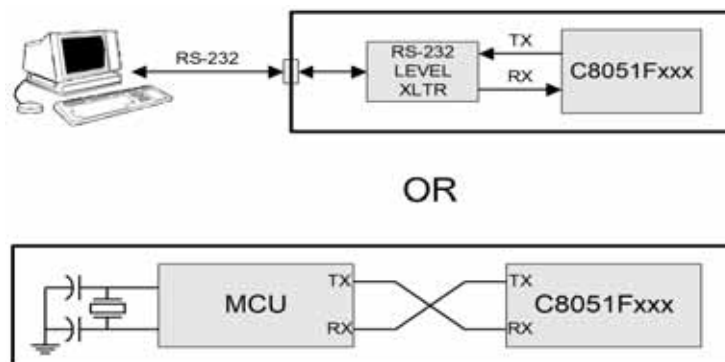 RS-232
RS-232
LEVEL
XLTR
TX
RX
C8051Fxxx
OR
MCU
TX
RX
TX
RX
C8051Fxxx